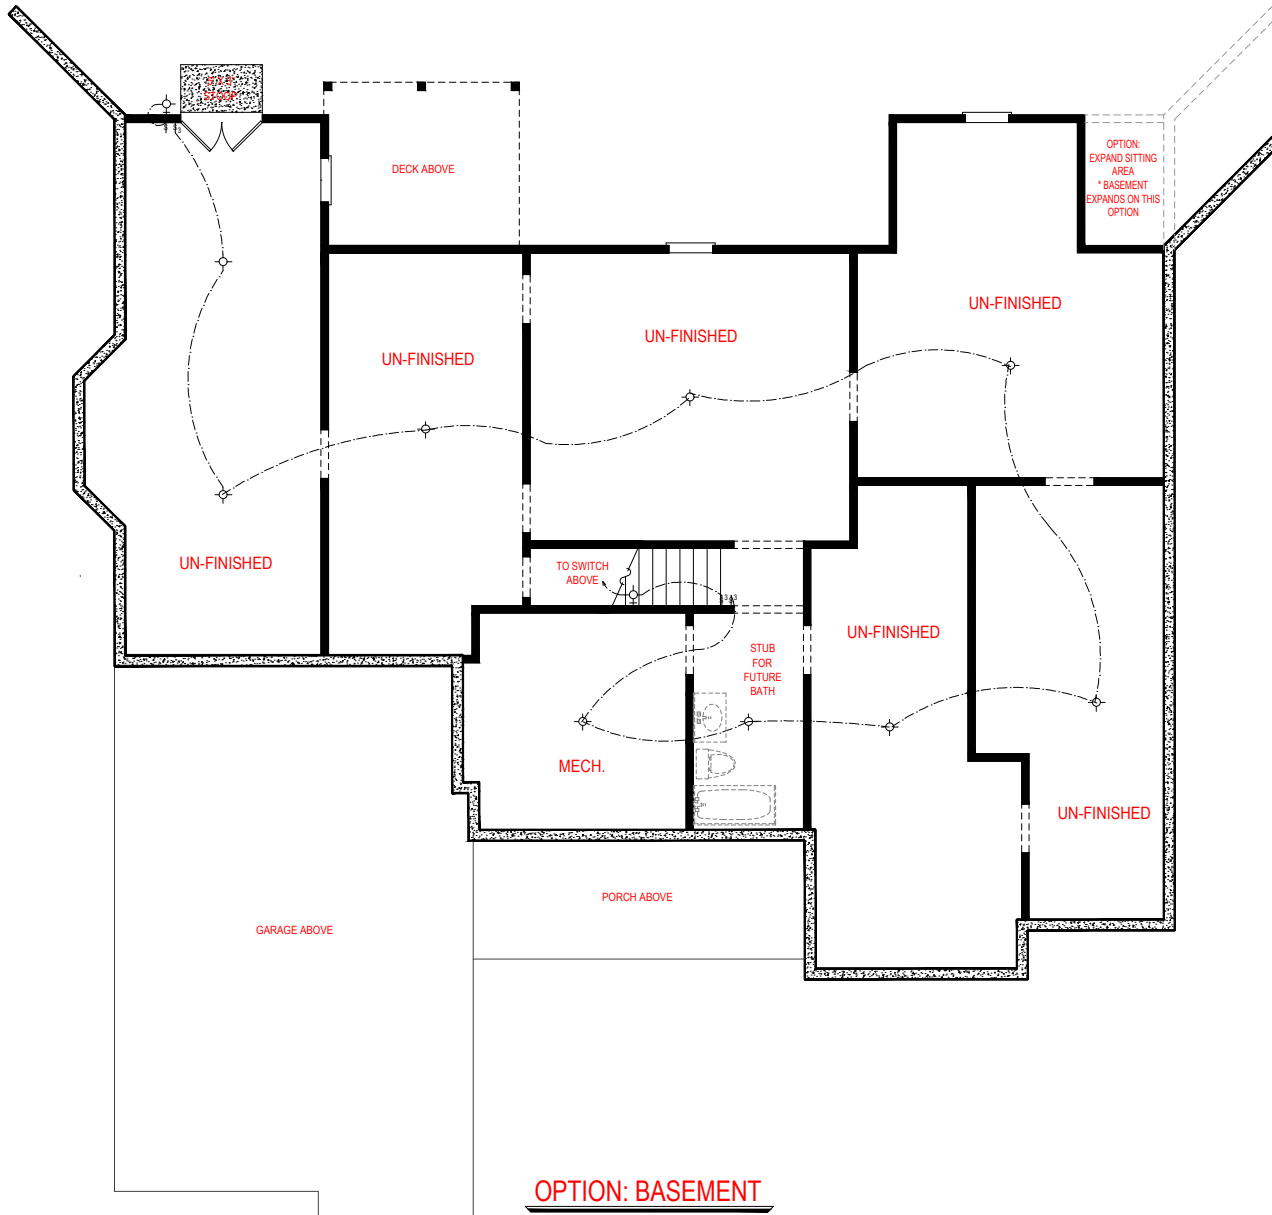 STOOP
DECK ABOVE
OPTION:
EXPAND SITTING
AREA
* BASEMENT
EXPANDS ON THIS
OPTION
UN-FINISHED
UN-FINISHED
UN-FINISHED
UN-FINISHED
TO SWITCH
ABOVE
UN-FINISHED
STUB
FOR
FUTURE
BATH
MECH.
UN-FINISHED
PORCH ABOVE
GARAGE ABOVE
OPTION: BASEMENT